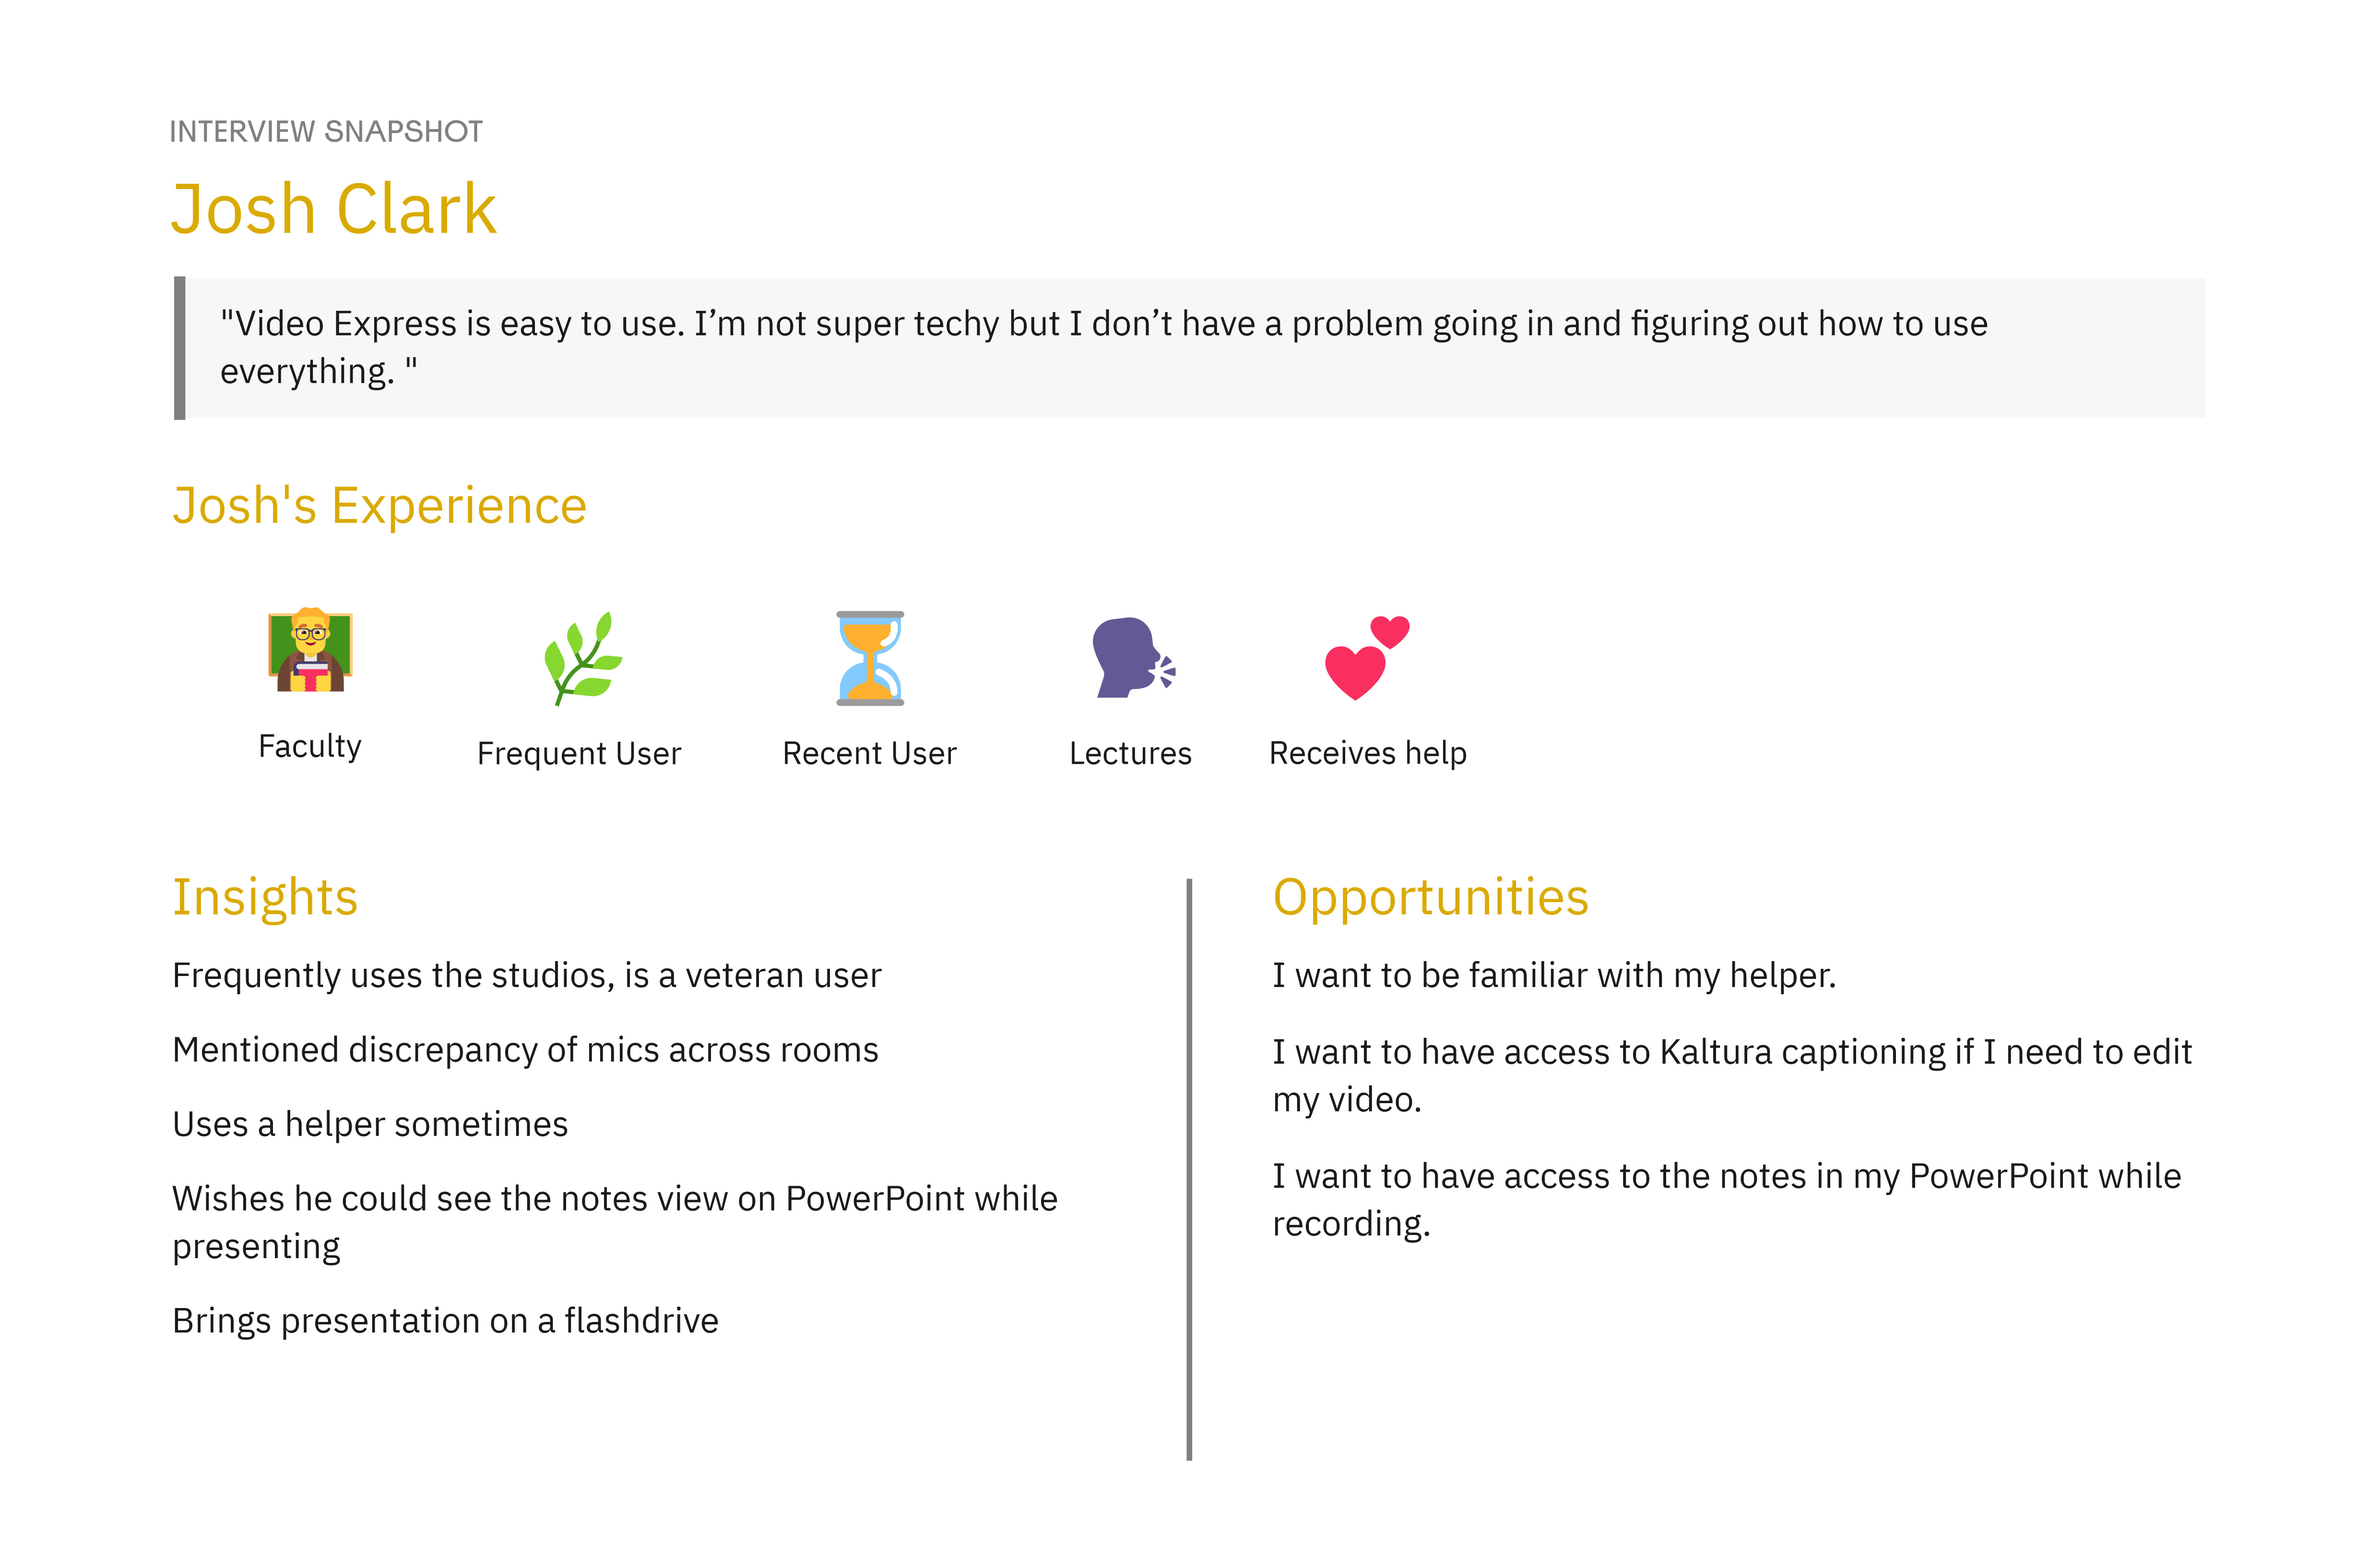 INTERVIEW SNAPSHOT
Josh Clark
"Video Express is easy to use. I’m not super techy but I don’t have a problem going in and figuring out how to use
everything. "
Josh's Experience
Faculty
Frequent User
Recent User
Lectures
Receives help
Insights
Frequently uses the studios, is a veteran user
Mentioned discrepancy of mics across rooms
Uses a helper sometimes
Wishes he could see the notes view on PowerPoint while
presenting
Brings presentation on a flashdrive
Opportunities
I want to be familiar with my helper.
I want to have access to Kaltura captioning if I need to edit
my video.
I want to have access to the notes in my PowerPoint while
recording.